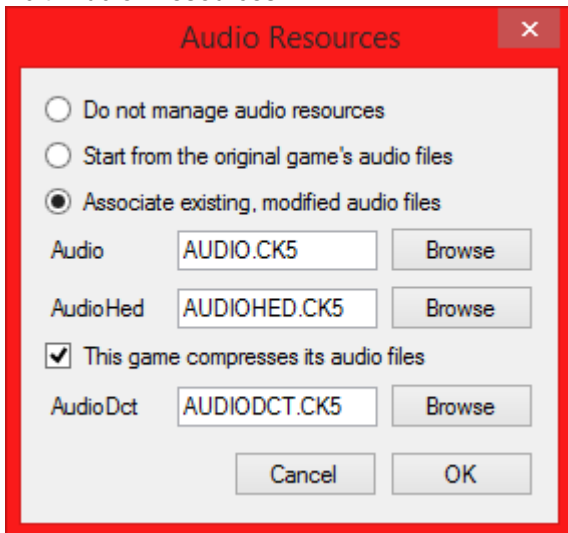 Audio Resources
Do not manage audio resources
Start from the original game's audio files
Associate existing, modified audio files
Audio AUDIO.CK5 Browse
AudioHed AUDIOHED.CK5 Browse
This game compresses its audio files
AudioDct AUDIODCT.CK5 Browse
Cancel OK